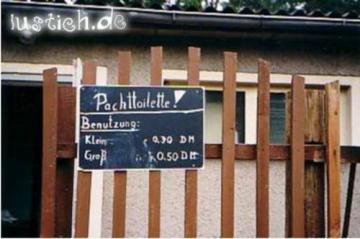 lustich.de
Pachttoilette!
Benutzung:
Klein : 0.30 DM
Groß : 0.50 DM